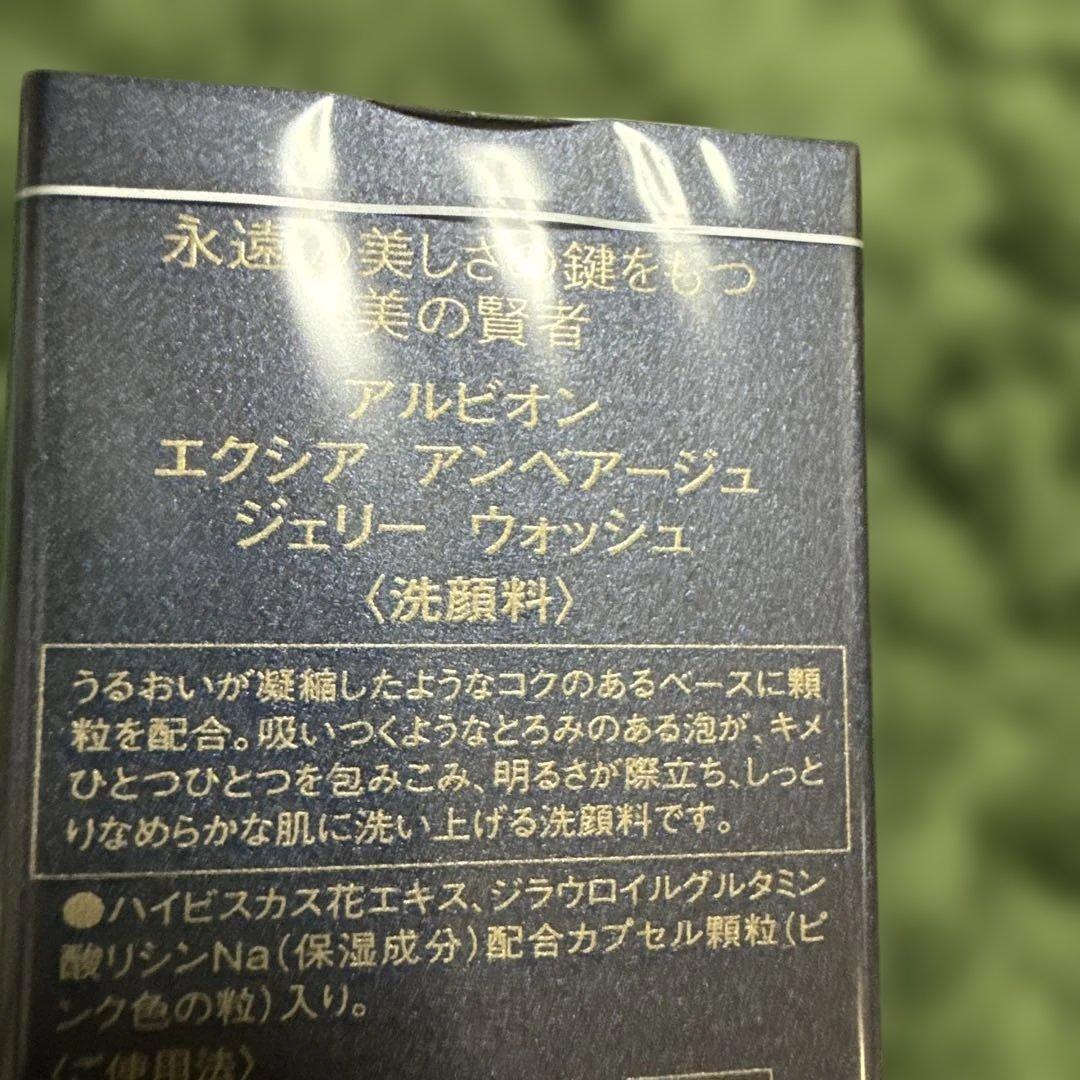 永遠の美しさの鍵をもつ
美の賢者
アルビオン
エクシア アンベアージュ
ジェリー ウォッシュ
〈洗顔料〉
うるおいが凝縮したようなコクのあるベースに顆
粒を配合。吸いつくようなとろみのある泡が、キメ
ひとつひとつを包みこみ、明るさが際立ち、しっと
りなめらかな肌に洗い上げる洗顔料です。
●ハイビスカス花エキス、ジラウロイルグルタミン
酸リシンNa(保湿成分)配合カプセル顆粒(ピ
ンク色の粒)入り。
〈ご使用法〉